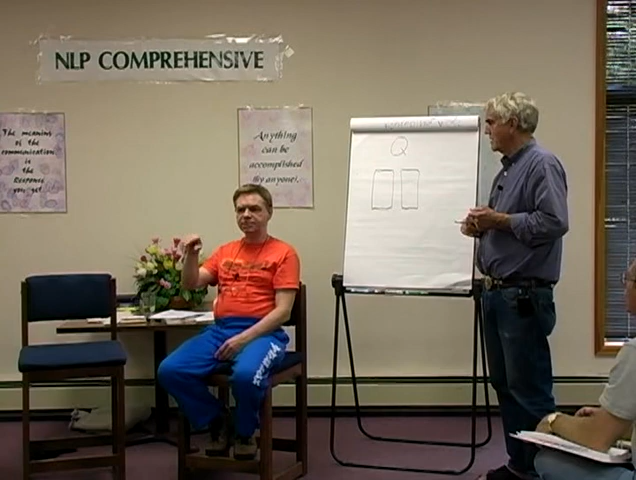 NLP COMPREHENSIVE
The meaning
of the
communication
is
the
Response
you get.
Anything
can be
accomplished
By anyone!
Q